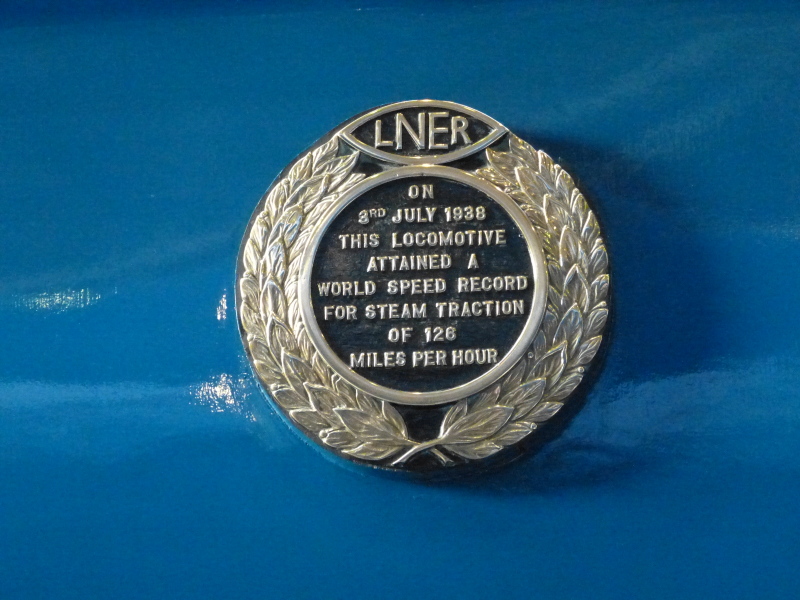 LNER
ON
3RD JULY 1938
THIS LOCOMOTIVE
ATTAINED A
WORLD SPEED RECORD
FOR STEAM TRACTION
OF 126
MILES PER HOUR